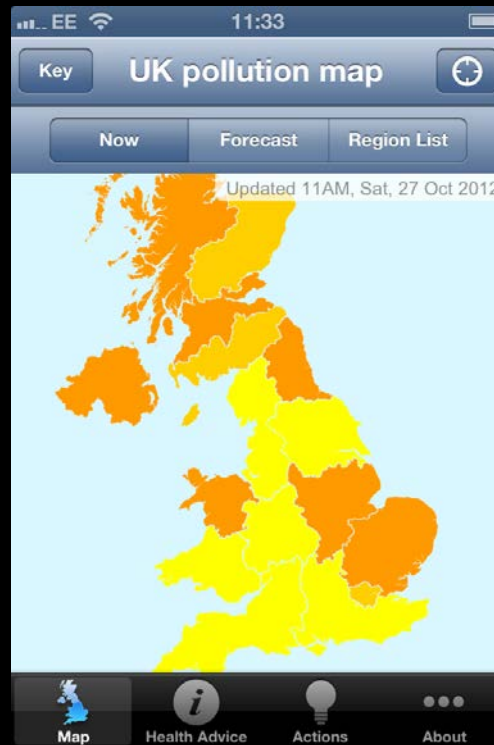 EE 11:33
Key UK pollution map
Now Forecast Region List
Updated 11AM, Sat, 27 Oct 2012
Map Health Advice Actions About